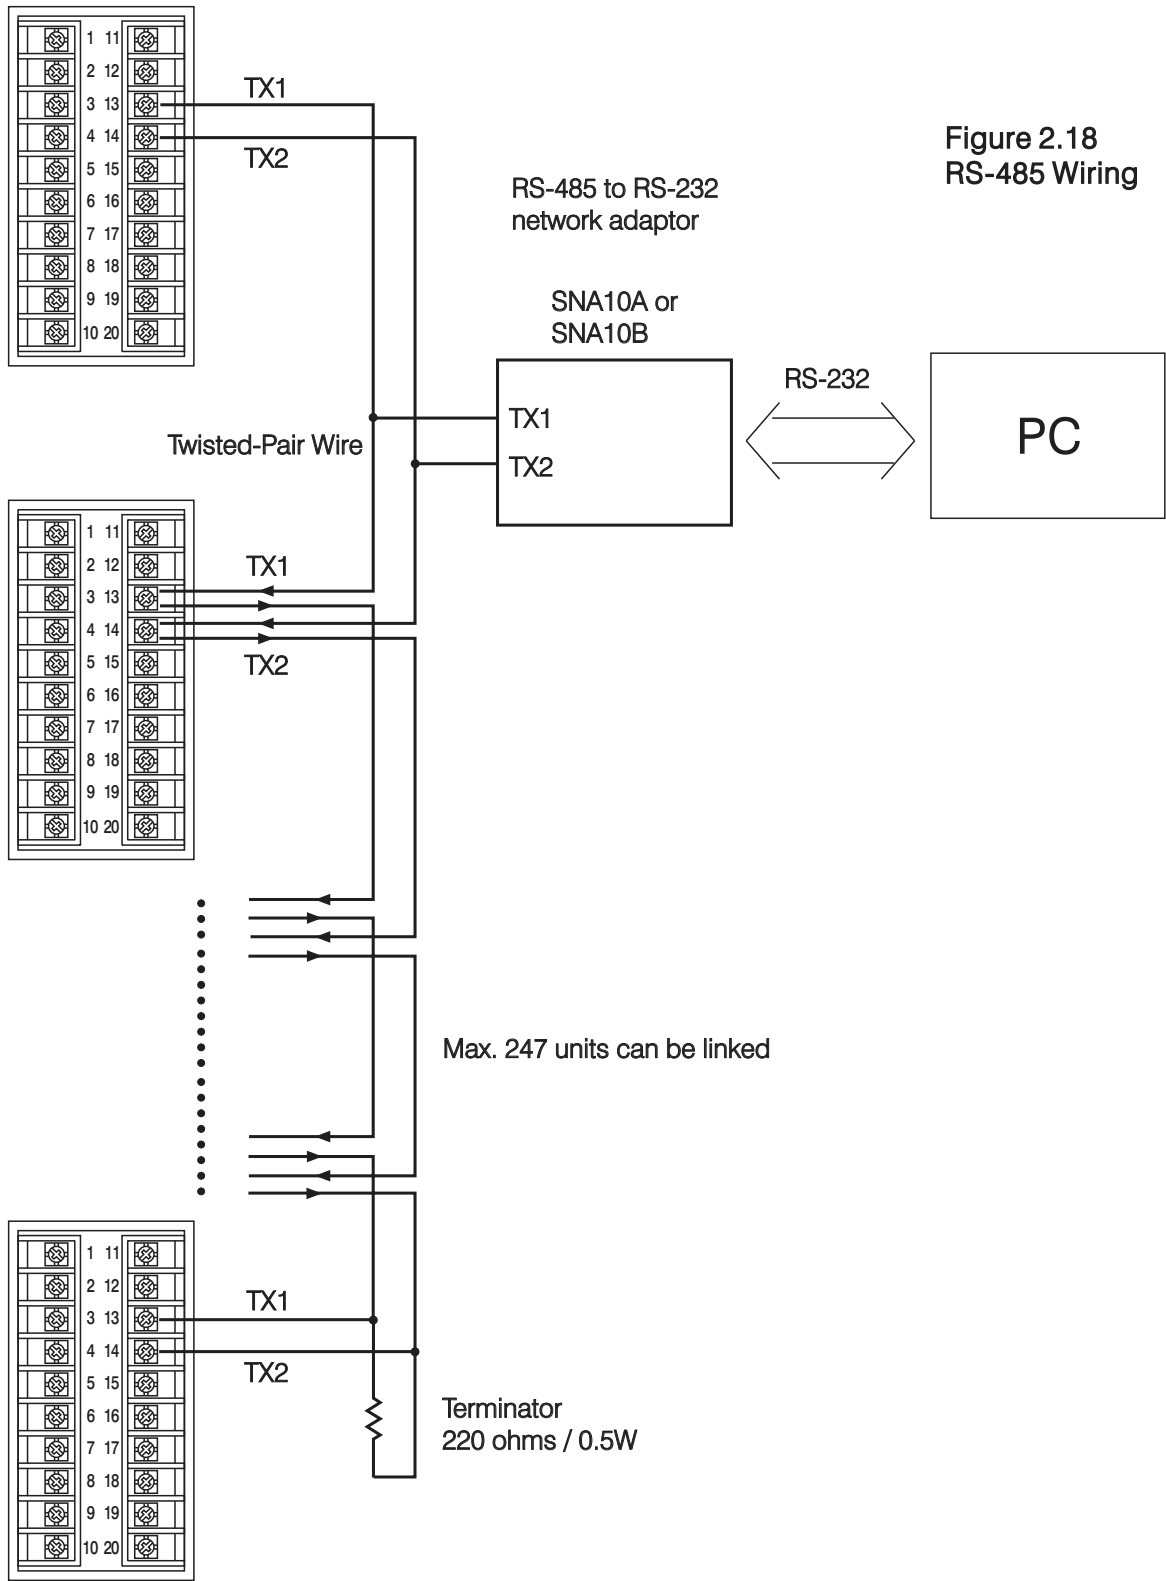 1 11
2 12
3 13
4 14
5 15
6 16
7 17
8 18
9 19
10 20
TX1
TX2
Figure 2.18
RS-485 Wiring
RS-485 to RS-232
network adaptor
SNA10A or
SNA10B
TX1
TX2
RS-232
PC
Twisted-Pair Wire
1 11
2 12
3 13
4 14
5 15
6 16
7 17
8 18
9 19
10 20
TX1
TX2
Max. 247 units can be linked
1 11
2 12
3 13
4 14
5 15
6 16
7 17
8 18
9 19
10 20
TX1
TX2
Terminator
220 ohms / 0.5W